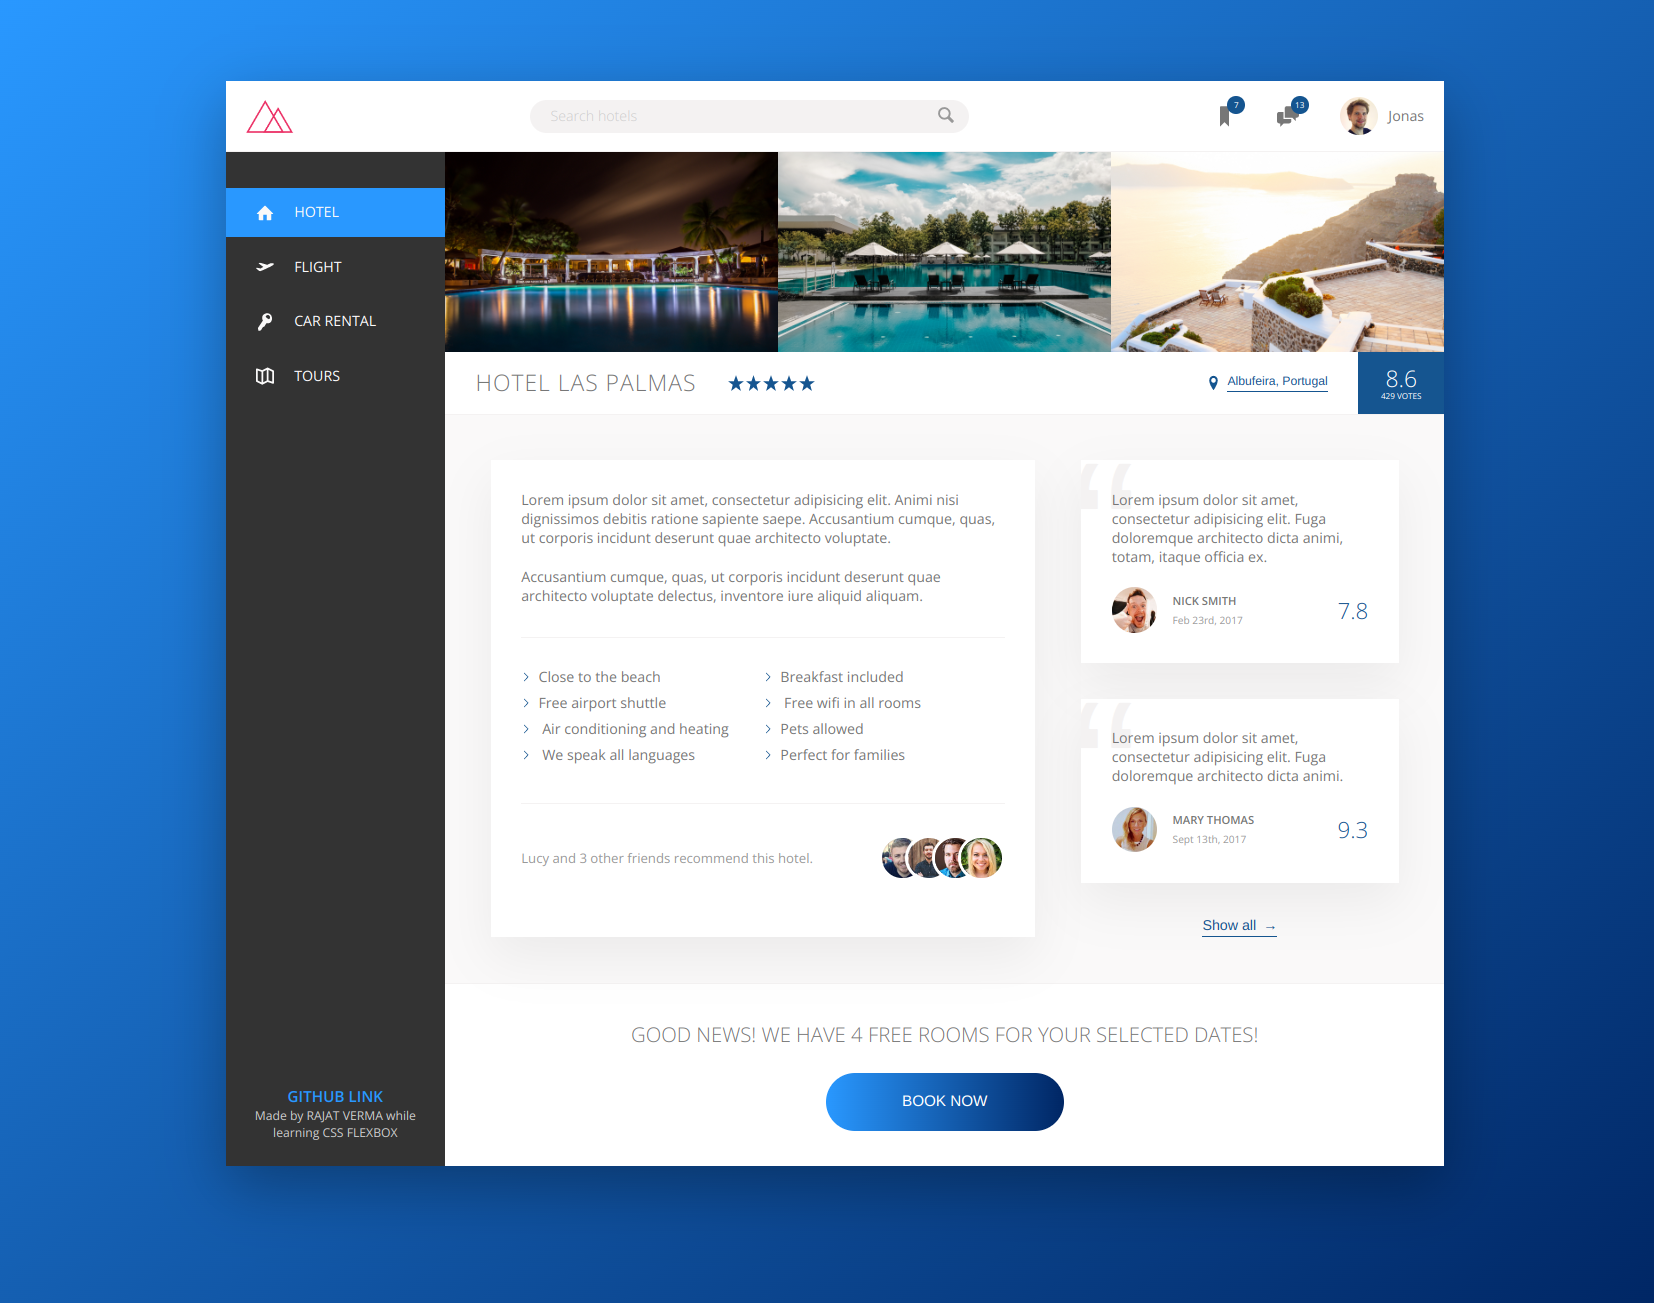 Search hotels
7
13
Jonas
HOTEL
FLIGHT
CAR RENTAL
TOURS
HOTEL LAS PALMAS
Albufeira, Portugal
8.6
429 VOTES
Lorem ipsum dolor sit amet, consectetur adipisicing elit. Animi nisi
dignissimos debitis ratione sapiente saepe. Accusantium cumque, quas,
ut corporis incidunt deserunt quae architecto voluptate.
Accusantium cumque, quas, ut corporis incidunt deserunt quae
architecto voluptate delectus, inventore iure aliquid aliquam.
Close to the beach
Breakfast included
Free airport shuttle
Free wifi in all rooms
Air conditioning and heating
Pets allowed
We speak all languages
Perfect for families
Lucy and 3 other friends recommend this hotel.
“
Lorem ipsum dolor sit amet,
consectetur adipisicing elit. Fuga
doloremque architecto dicta animi,
totam, itaque officia ex.
NICK SMITH
Feb 23rd, 2017
7.8
“
Lorem ipsum dolor sit amet,
consectetur adipisicing elit. Fuga
doloremque architecto dicta animi.
MARY THOMAS
Sept 13th, 2017
9.3
Show all →
GOOD NEWS! WE HAVE 4 FREE ROOMS FOR YOUR SELECTED DATES!
BOOK NOW
GITHUB LINK
Made by RAJAT VERMA while
learning CSS FLEXBOX